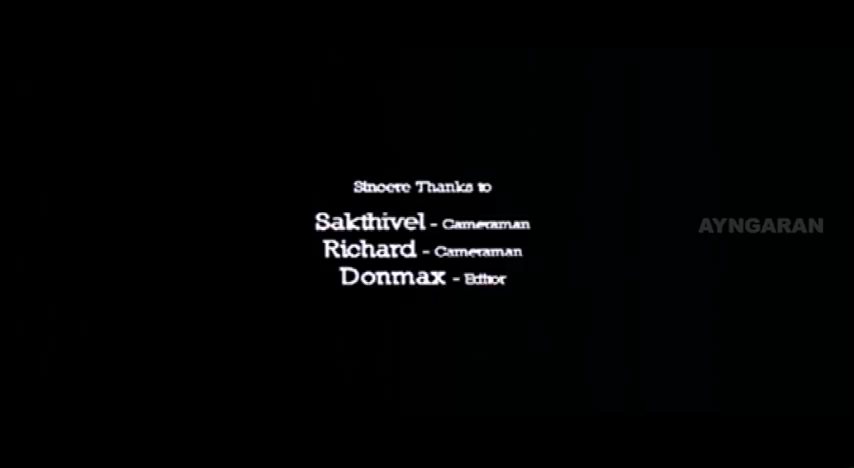 Sincere Thanks to
Sakthivel - Cameraman
Richard - Cameraman
Donmax - Editor
AYNGARAN